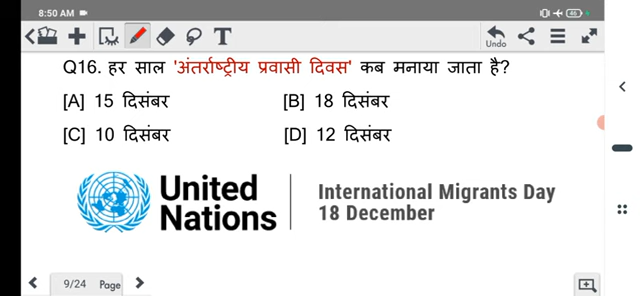 8:50 AM
45
Undo
Q16. हर साल 'अंतर्राष्ट्रीय प्रवासी दिवस' कब मनाया जाता है?
[A] 15 दिसंबर [B] 18 दिसंबर
[C] 10 दिसंबर [D] 12 दिसंबर
United Nations
International Migrants Day
18 December
9/24 Page